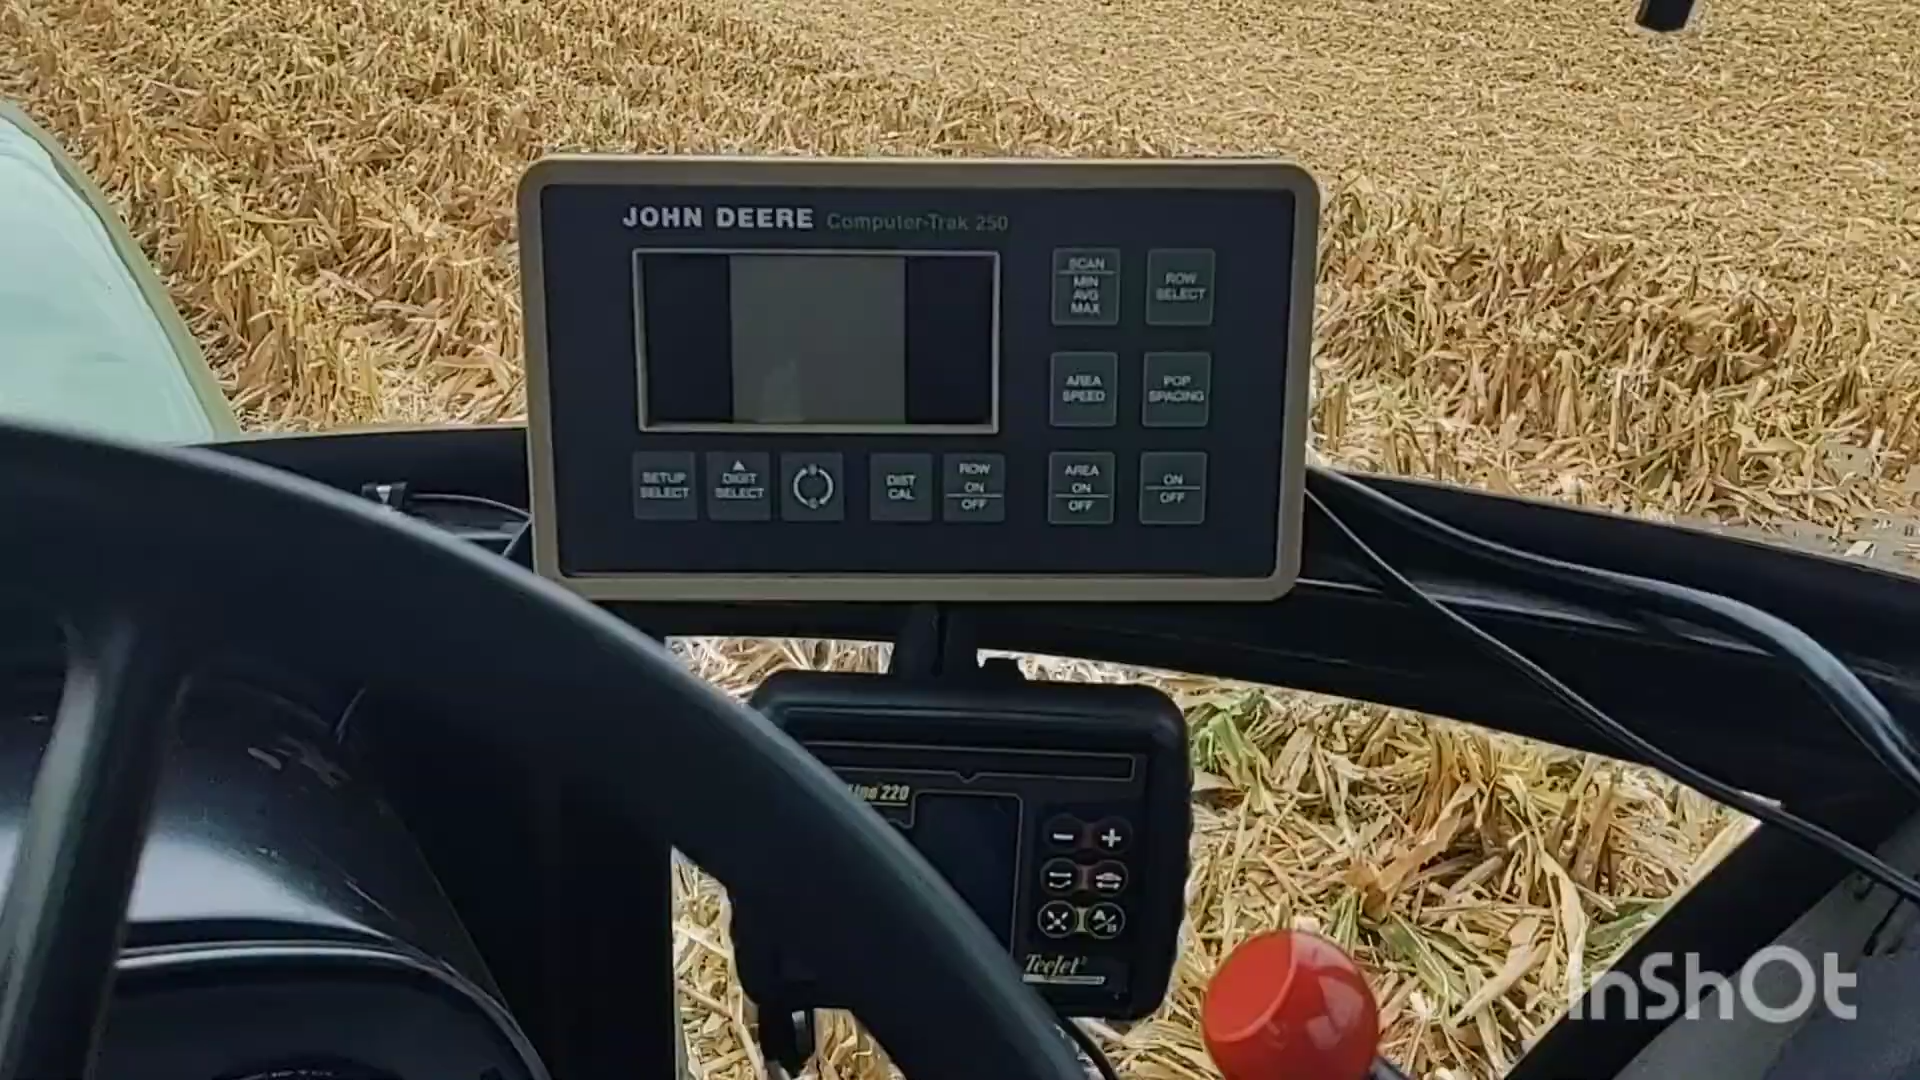 JOHN DEERE Computer-Trak 250
SCAN
MIN
AVG
MAX
ROW
SELECT
AREA
SPEED
POP
SPACING
SETUP
SELECT
DIGIT
SELECT
DIST
CAL
ROW
ON
OFF
AREA
ON
OFF
ON
OFF
220
TeeJet
InShOt